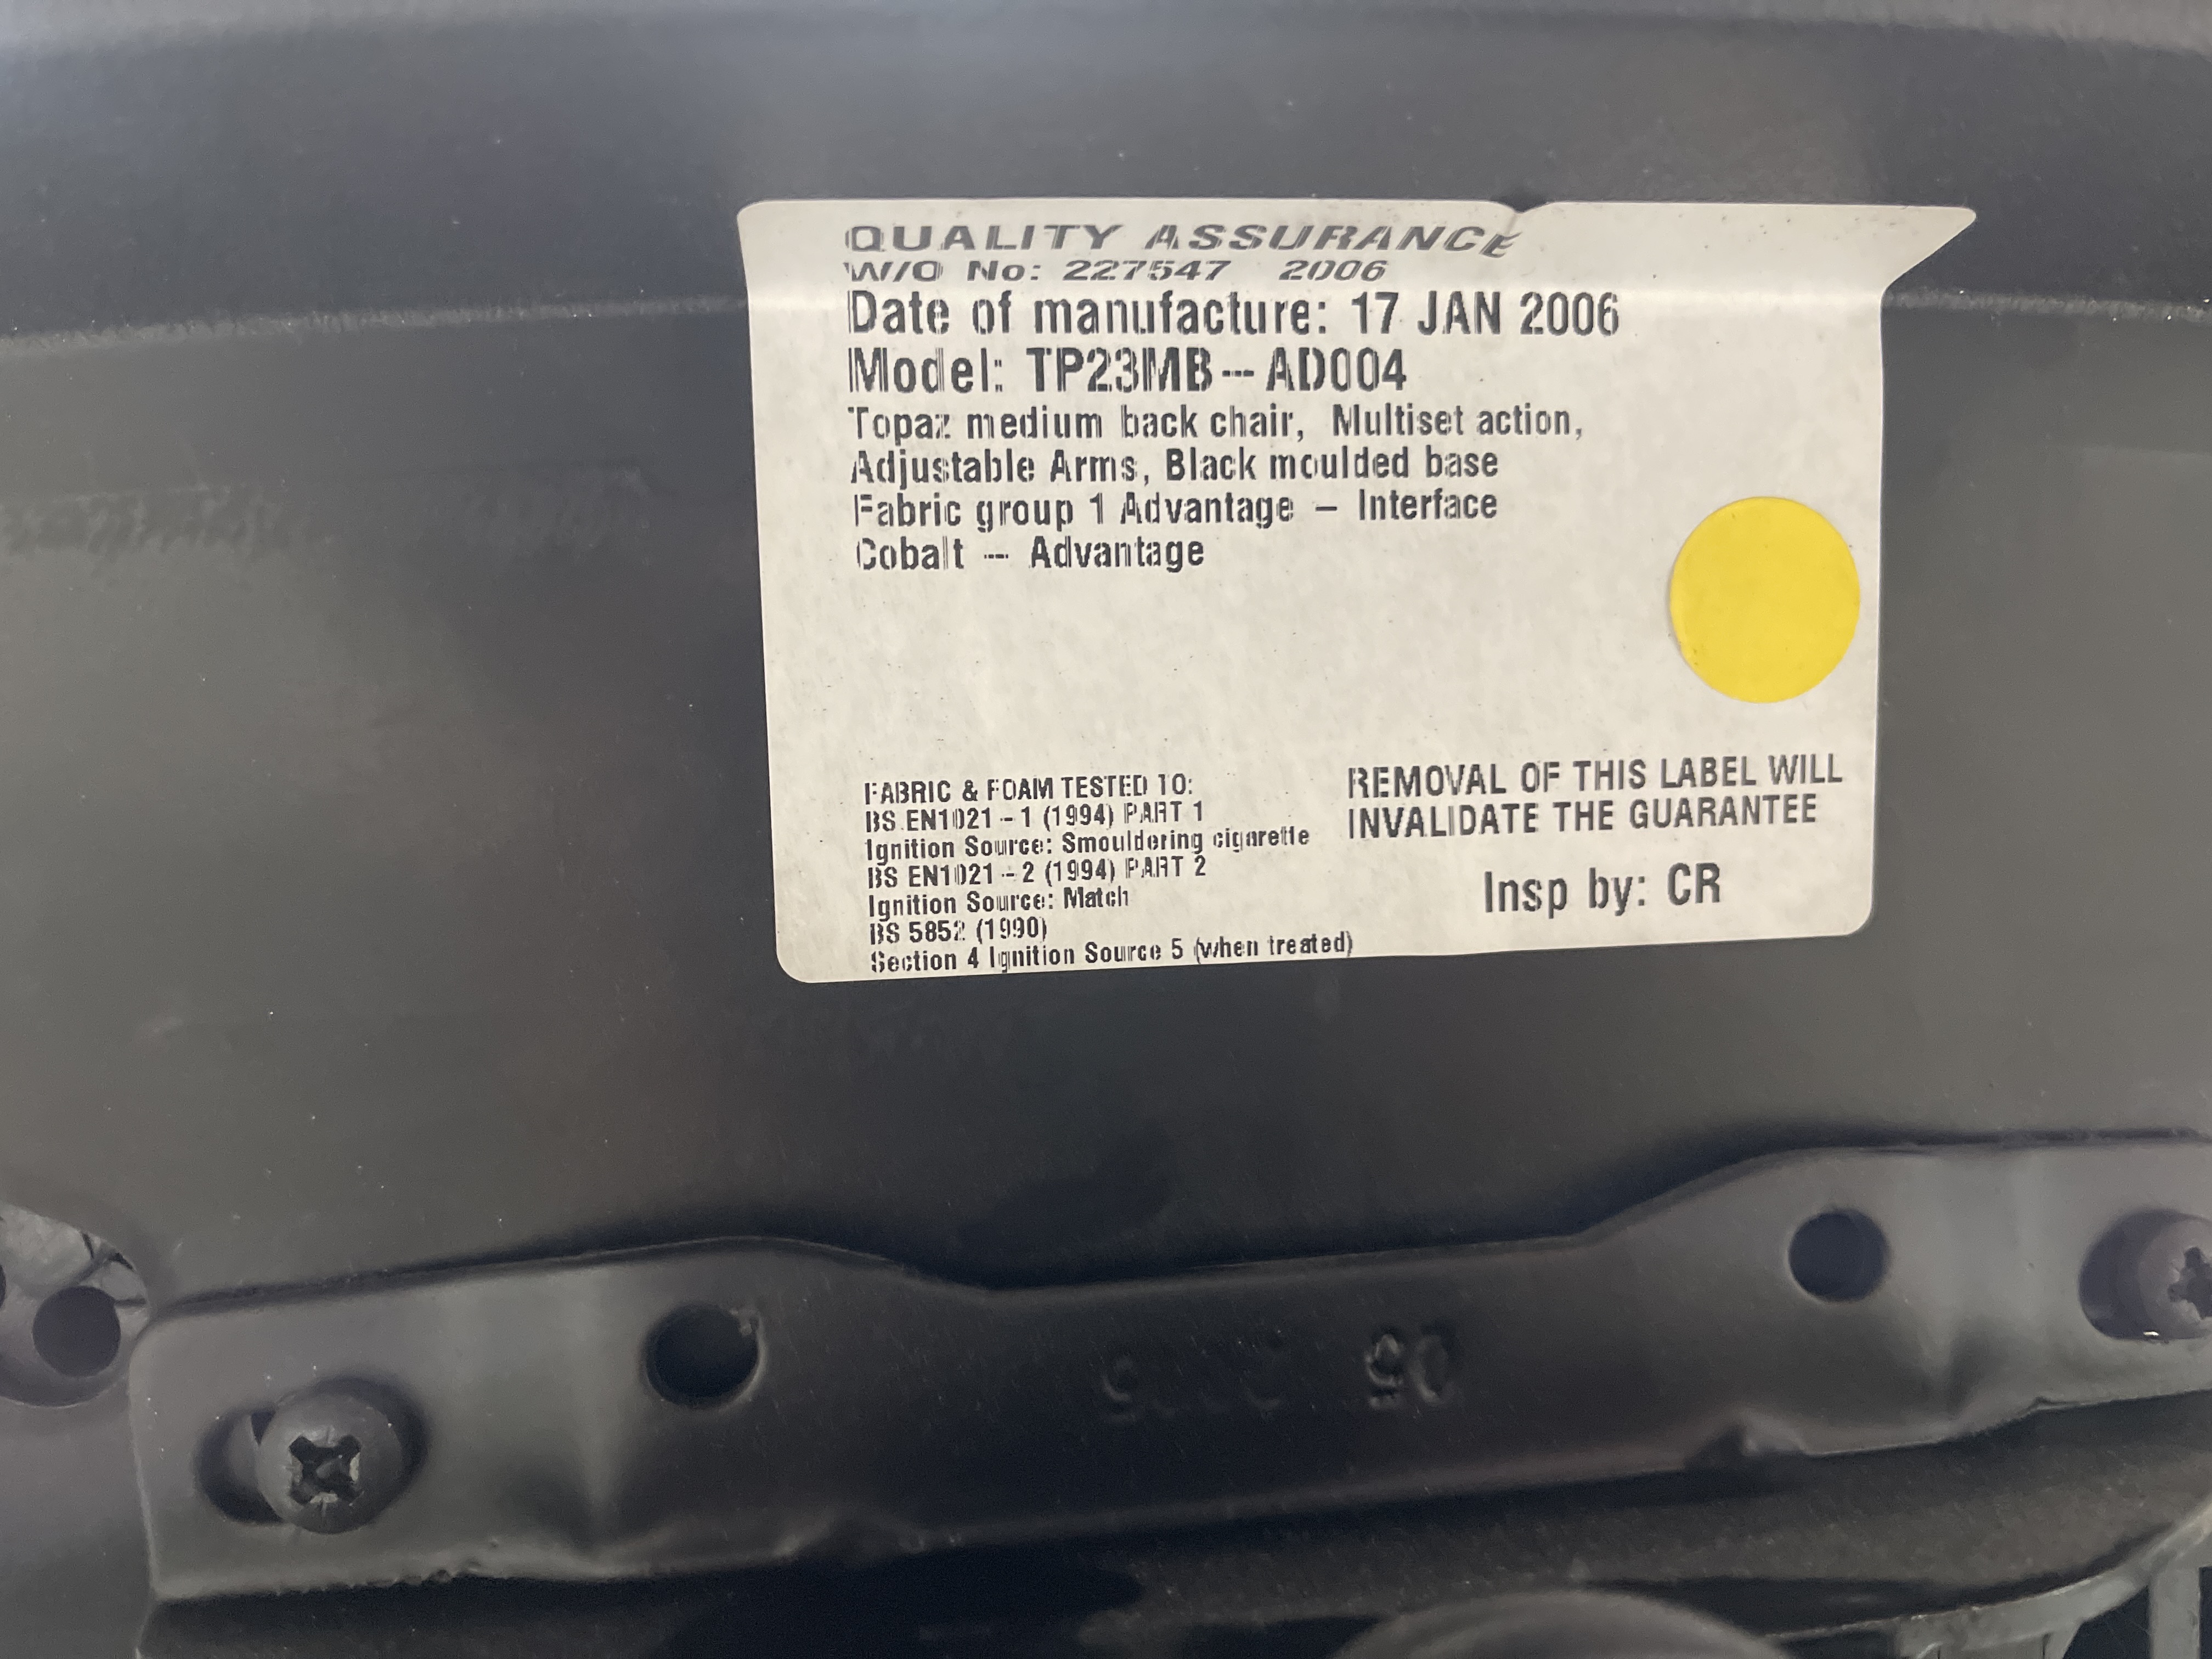 QUALITY ASSURANCE
W/O No: 227547 2006
Date of manufacture: 17 JAN 2006
Model: TP23MB - AD004
Topaz medium back chair, Multiset action,
Adjustable Arms, Black moulded base
Fabric group 1 Advantage - Interface
Cobalt - Advantage
FABRIC & FOAM TESTED TO:
BS EN1021 - 1 (1994) PART 1
Ignition Source: Smouldering cigarette
BS EN1021 - 2 (1994) PART 2
Ignition Source: Match
BS 5852 (1990)
Section 4 Ignition Source 5 (when treated)
REMOVAL OF THIS LABEL WILL
INVALIDATE THE GUARANTEE
Insp by: CR